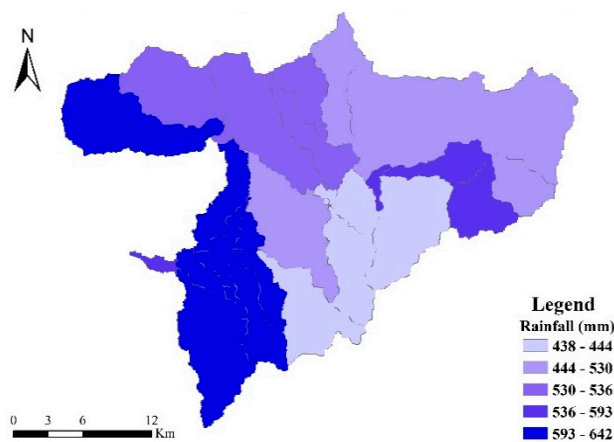 N
Legend
Rainfall (mm)
438 - 444
444 - 530
530 - 536
536 - 593
593 - 642
0 3 6 12
Km